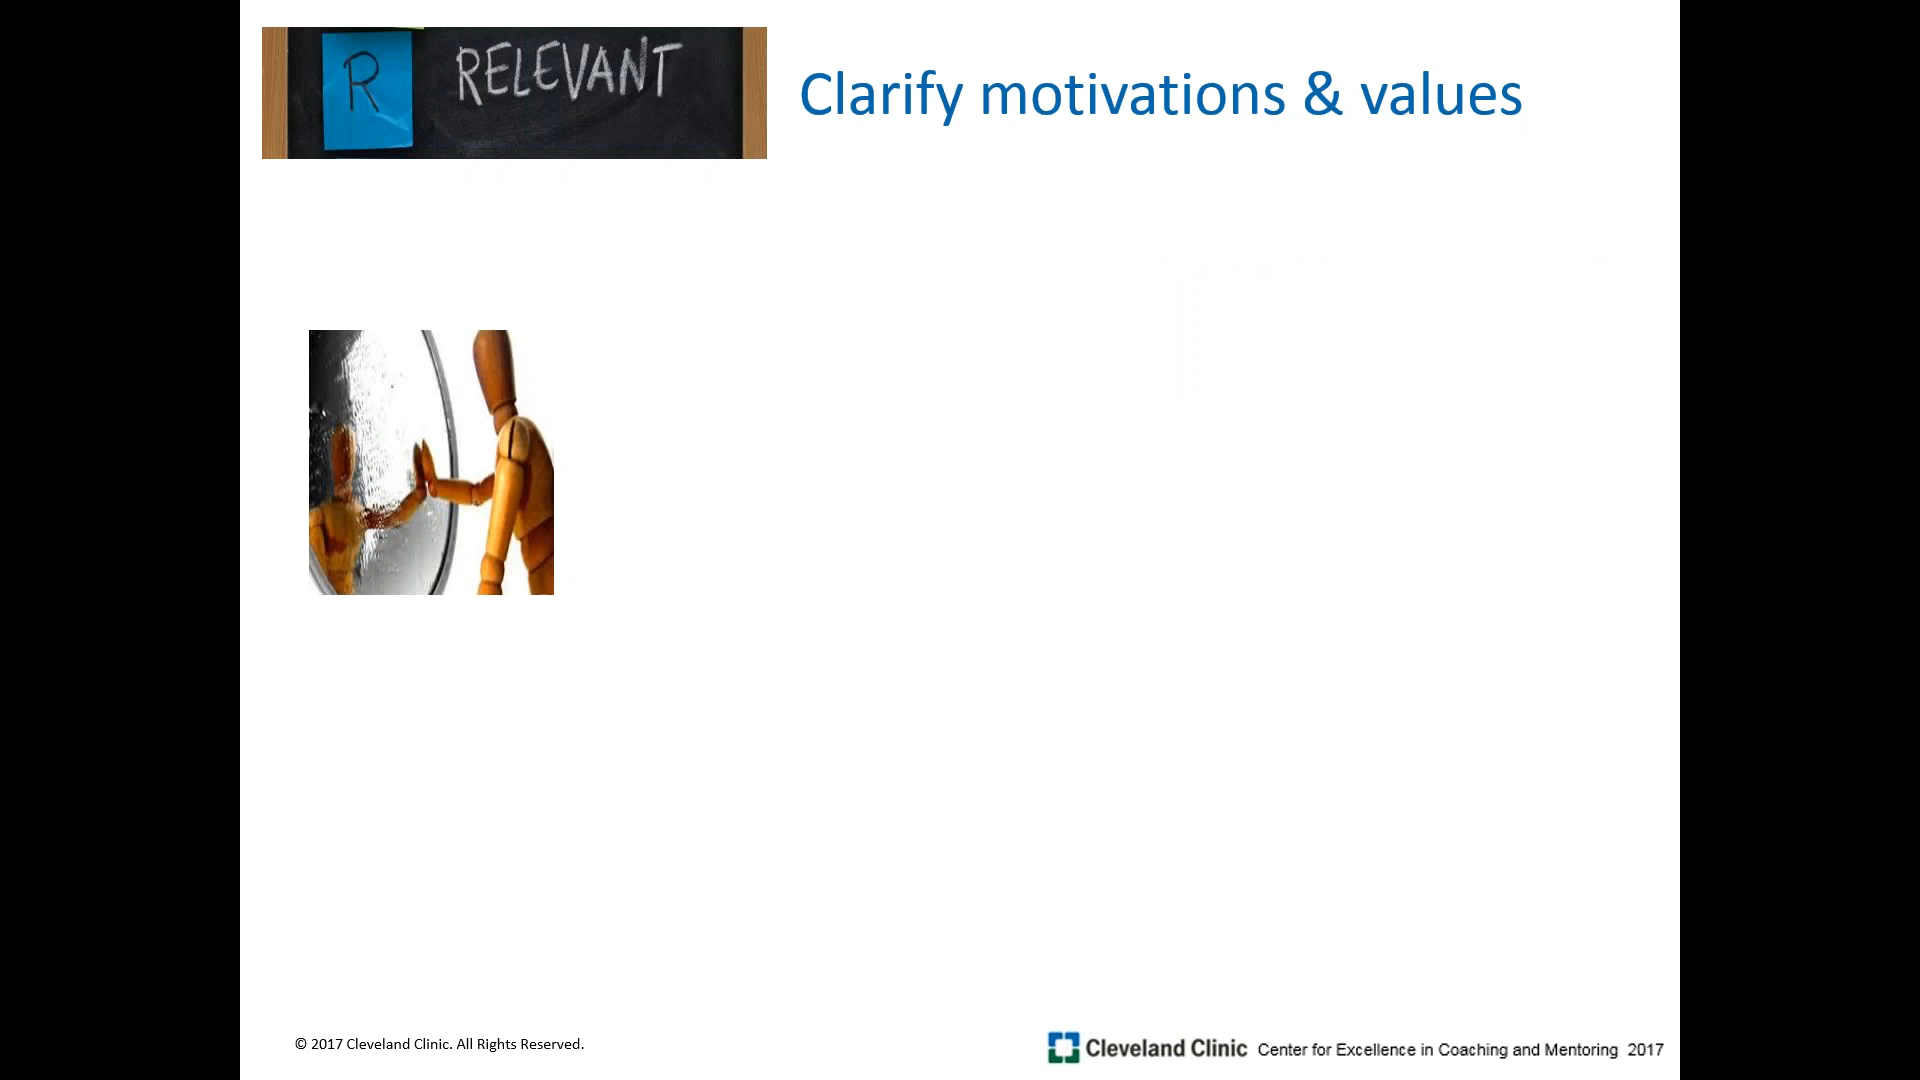 R RELEVANT
Clarify motivations & values
© 2017 Cleveland Clinic. All Rights Reserved.
Cleveland Clinic Center for Excellence in Coaching and Mentoring 2017